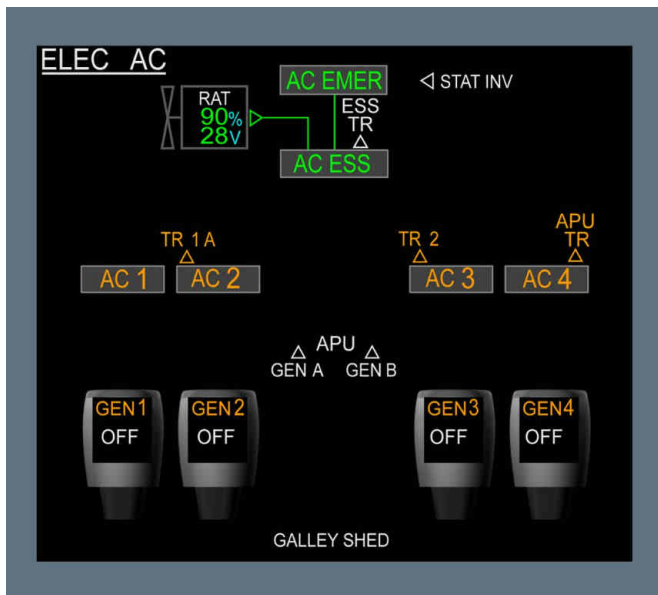 ELEC AC
AC EMER
STAT INV
RAT
90%
28V
ESS
TR
AC ESS
TR 1 A
TR 2
APU
TR
AC 1
AC 2
AC 3
AC 4
APU
GEN A
GEN B
GEN1
OFF
GEN2
OFF
GEN3
OFF
GEN4
OFF
GALLEY SHED